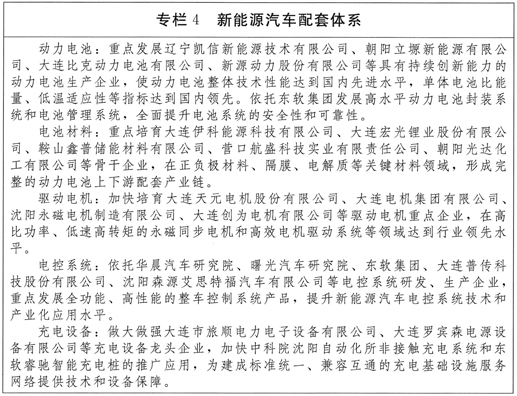 专栏4 新能源汽车配套体系
动力电池：重点发展辽宁凯信新能源技术有限公司、朝阳立塬新能源有限公
司、大连比克动力电池有限公司、新源动力股份有限公司等具有持续创新能力的
动力电池生产企业，使动力电池整体技术性能达到国内先进水平，单体电池比能
量、低温适应性等指标达到国内领先。依托东软集团发展高水平动力电池封装系
统和电池管理系统，全面提升电池系统的安全性和可靠性。
电池材料：重点培育大连伊科能源科技有限公司、大连宏光锂业股份有限公
司、鞍山鑫普储能材料有限公司、营口航盛科技实业有限责任公司、朝阳光达化
工有限公司等骨干企业，在正负极材料、隔膜、电解质等关键材料领域，形成完
整的动力电池上下游配套产业链。
驱动电机：加快培育大连天元电机股份有限公司、大连电机集团有限公司、
沈阳永磁电机制造有限公司、大连创为电机有限公司等驱动电机重点企业，在高
比功率、低速高转矩的永磁同步电机和高效电机驱动系统等领域达到行业领先水
平。
电控系统：依托华晨汽车研究院、曙光汽车研究院、东软集团、大连普传科
技股份有限公司、沈阳森源艾思特福汽车有限公司等电控系统研发、生产企业，
重点发展全功能、高性能的整车控制系统产品，提升新能源汽车电控系统技术和
产业化应用水平。
充电设备：做大做强大连市旅顺电力电子设备有限公司、大连罗宾森电源设
备有限公司等充电设备龙头企业，加快中科院沈阳自动化所非接触充电系统和东
软睿驰智能充电桩的推广应用，为建成标准统一、兼容互通的充电基础设施服务
网络提供技术和设备保障。